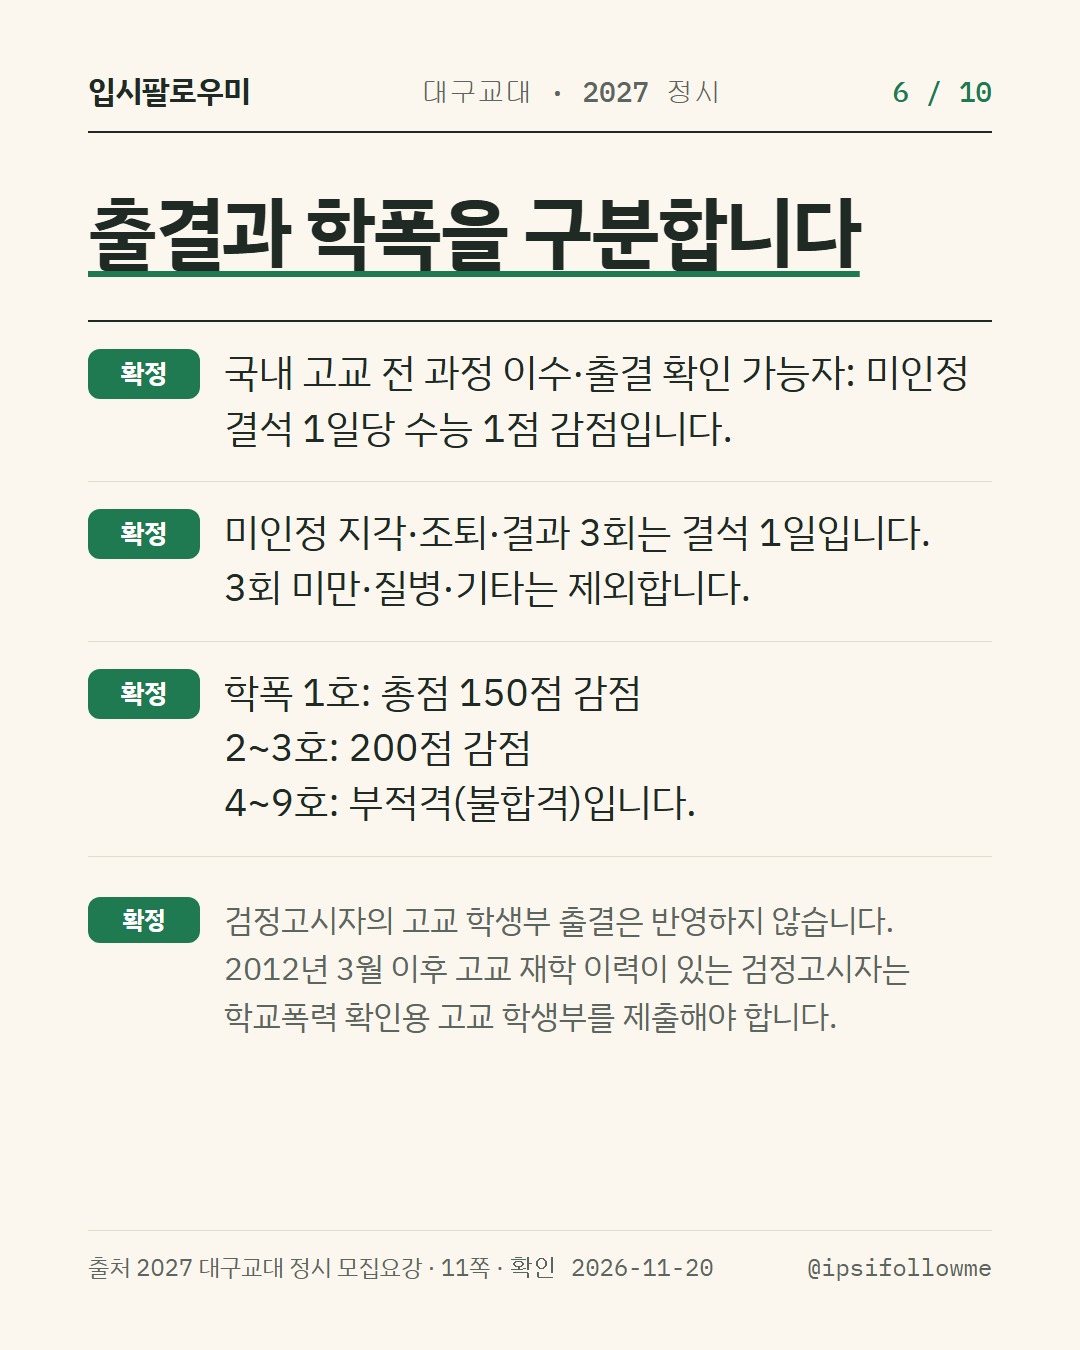 입시팔로우미
대구교대 · 2027 정시
6 / 10
출결과 학폭을 구분합니다
확정
국내 고교 전 과정 이수·출결 확인 가능자: 미인정
결석 1일당 수능 1점 감점입니다.
확정
미인정 지각·조퇴·결과 3회는 결석 1일입니다.
3회 미만·질병·기타는 제외합니다.
확정
학폭 1호: 총점 150점 감점
2~3호: 200점 감점
4~9호: 부적격(불합격)입니다.
확정
검정고시자의 고교 학생부 출결은 반영하지 않습니다.
2012년 3월 이후 고교 재학 이력이 있는 검정고시자는
학교폭력 확인용 고교 학생부를 제출해야 합니다.
출처 2027 대구교대 정시 모집요강 · 11쪽 · 확인 2026-11-20
@ipsifollowme